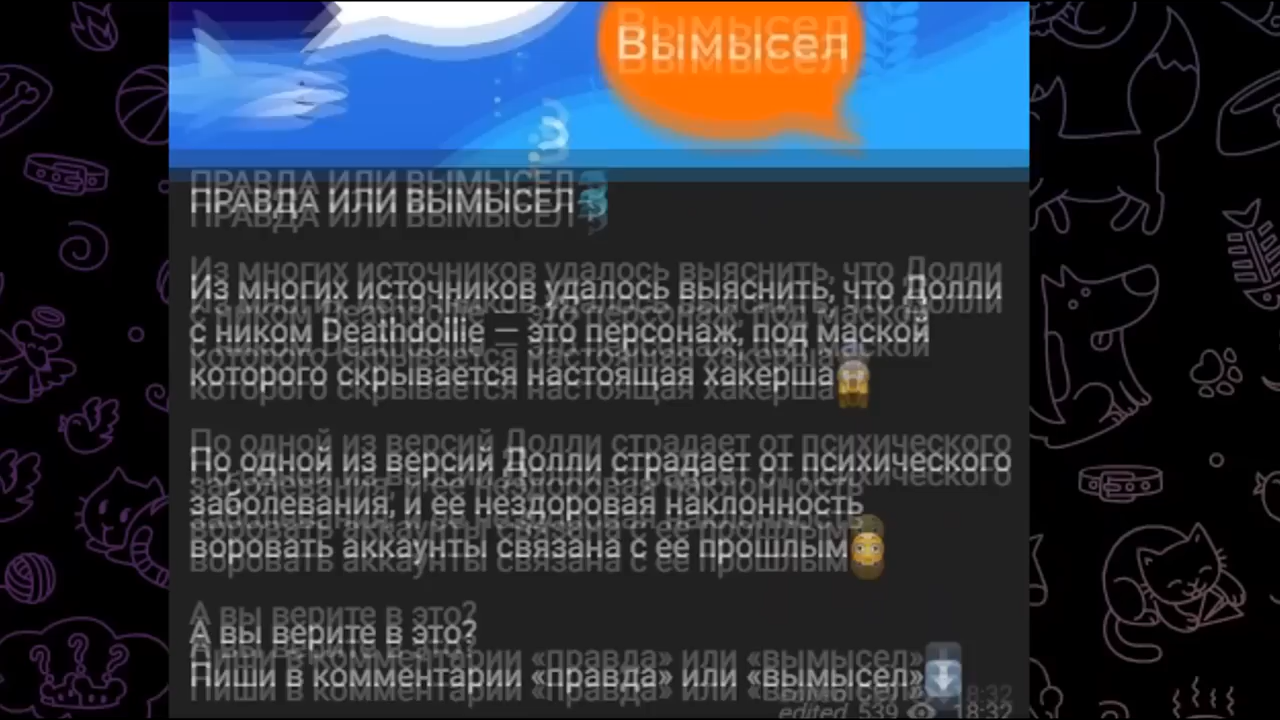 Вымысел
ПРАВДА ИЛИ ВЫМЫСЕЛ
Из многих источников удалось выяснить, что Долли
с ником Deathdollie — это персонаж, под маской
которого скрывается настоящая хакерша😱
По одной из версий Долли страдает от психического
заболевания, и ее нездоровая наклонность
воровать аккаунты связана с ее прошлым😳
А вы верите в это?
Пиши в комментарии «правда» или «вымысел»⬇️
edited 539 18:32